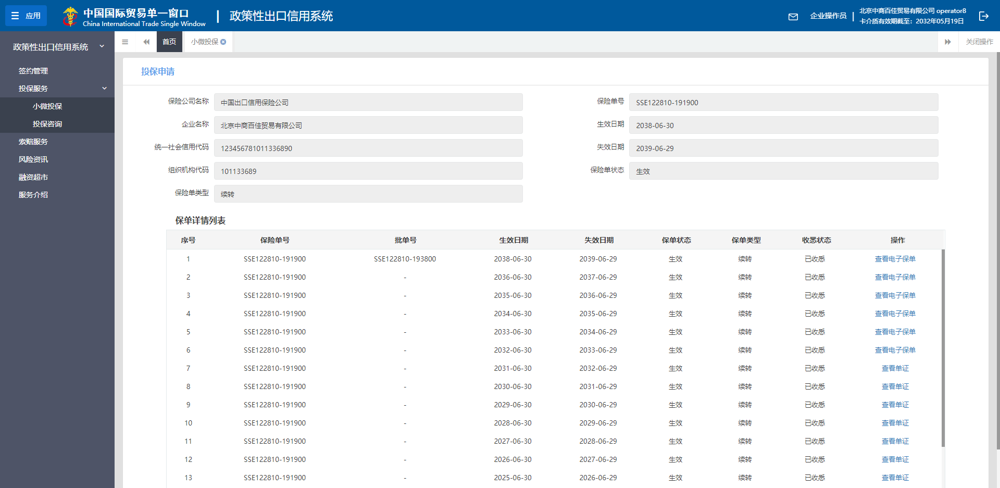 应用
中国国际贸易单一窗口
China International Trade Single Window
政策性出口信用系统
企业操作员
北京中商百佳贸易有限公司 operator8
卡介质有效期截至：2032年05月19日
政策性出口信用系统
签约管理
投保服务
小微投保
投保咨询
索赔服务
风险资讯
融资超市
服务介绍
首页
小微投保
关闭操作
投保申请
保险公司名称 中国出口信用保险公司
保险单号 SSE122810-191900
企业名称 北京中商百佳贸易有限公司
生效日期 2038-06-30
统一社会信用代码 123456781011336890
失效日期 2039-06-29
组织机构代码 101133689
保险单状态 生效
保险单类型 续转
保单详情列表
序号 保险单号 批单号 生效日期 失效日期 保单状态 保单类型 收悉状态 操作
1 SSE122810-191900 SSE122810-193800 2038-06-30 2039-06-29 生效 续转 已收悉 查看电子保单
2 SSE122810-191900 - 2036-06-30 2037-06-29 生效 续转 已收悉 查看电子保单
3 SSE122810-191900 - 2035-06-30 2036-06-29 生效 续转 已收悉 查看电子保单
4 SSE122810-191900 - 2034-06-30 2035-06-29 生效 续转 已收悉 查看电子保单
5 SSE122810-191900 - 2033-06-30 2034-06-29 生效 续转 已收悉 查看电子保单
6 SSE122810-191900 - 2032-06-30 2033-06-29 生效 续转 已收悉 查看电子保单
7 SSE122810-191900 - 2031-06-30 2032-06-29 生效 续转 已收悉 查看单证
8 SSE122810-191900 - 2030-06-30 2031-06-29 生效 续转 已收悉 查看单证
9 SSE122810-191900 - 2029-06-30 2030-06-29 生效 续转 已收悉 查看单证
10 SSE122810-191900 - 2028-06-30 2029-06-29 生效 续转 已收悉 查看单证
11 SSE122810-191900 - 2027-06-30 2028-06-29 生效 续转 已收悉 查看单证
12 SSE122810-191900 - 2026-06-30 2027-06-29 生效 续转 已收悉 查看单证
13 SSE122810-191900 - 2025-06-30 2026-06-29 生效 续转 已收悉 查看单证